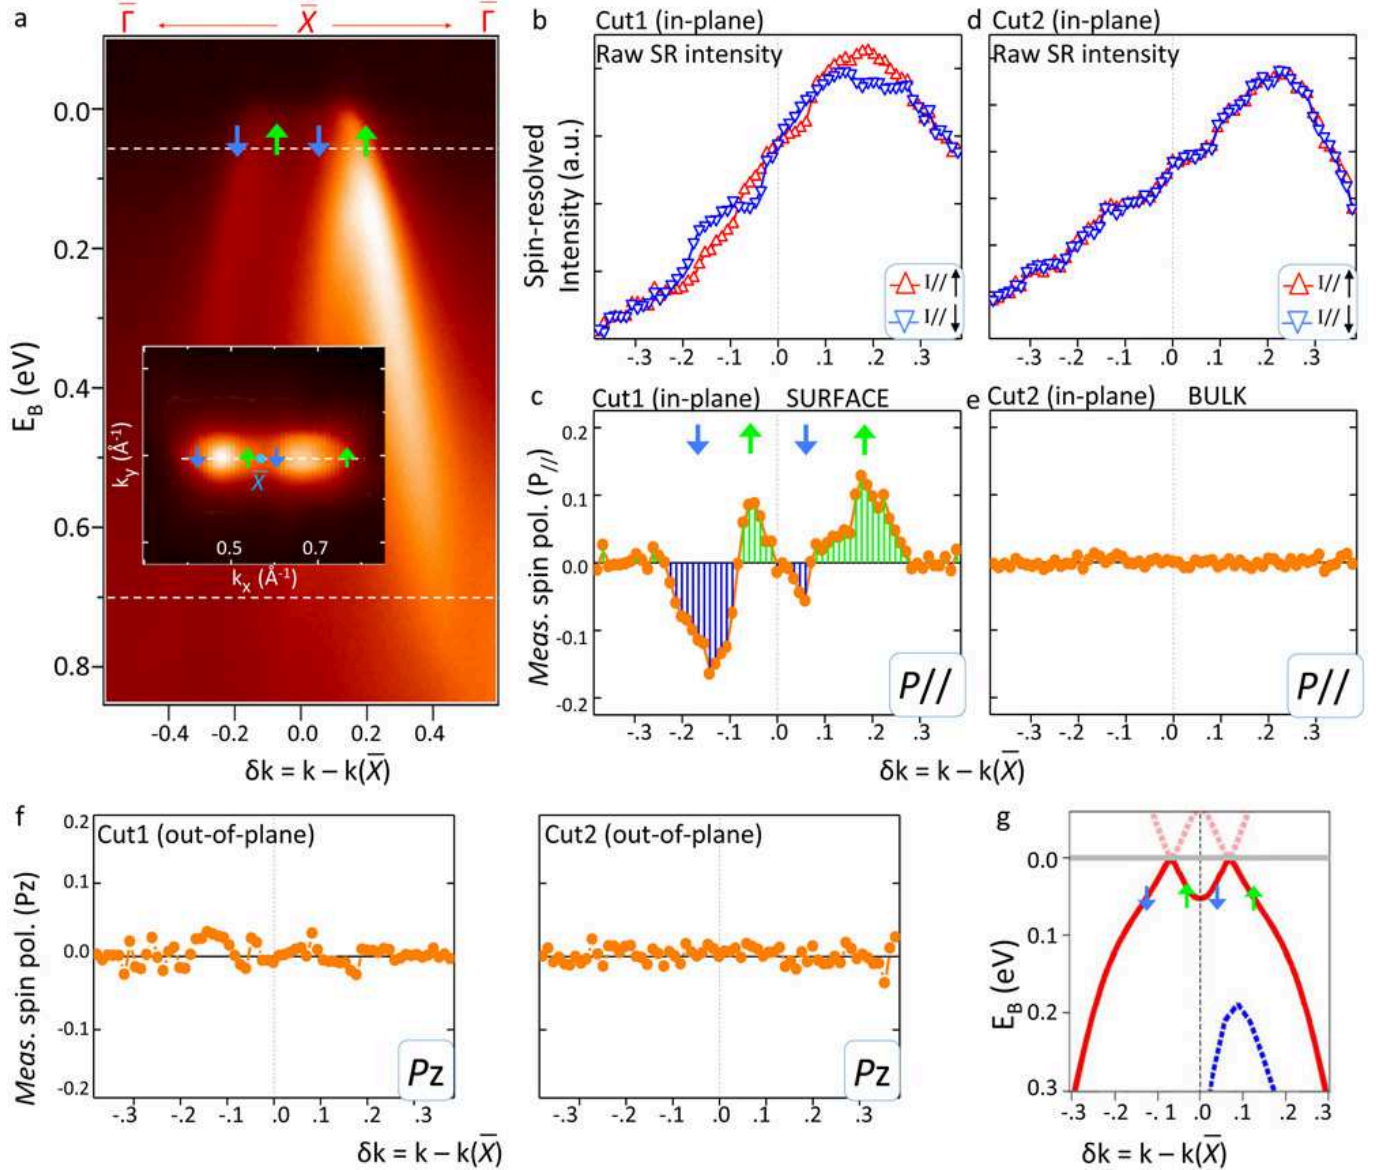 a
Γ̅ X̅ Γ̅
0.0
0.2
0.4
0.6
0.8
E_B (eV)
k_y (Å⁻¹)
X̅
0.5 0.7
k_x (Å⁻¹)
-0.4 -0.2 0.0 0.2 0.4
δk = k – k(X̅)
b Cut1 (in-plane)
Raw SR intensity
Spin-resolved
Intensity (a.u.)
I// ↑
I// ↓
-.3 -.2 -.1 .0 .1 .2 .3
d Cut2 (in-plane)
Raw SR intensity
I// ↑
I// ↓
-.3 -.2 -.1 .0 .1 .2 .3
c Cut1 (in-plane) SURFACE
0.2
0.1
0.0
-0.1
-0.2
Meas. spin pol. (P//)
P//
-.3 -.2 -.1 .0 .1 .2 .3
e Cut2 (in-plane) BULK
P//
-.3 -.2 -.1 .0 .1 .2 .3
δk = k – k(X̅)
f
Cut1 (out-of-plane)
0.2
0.1
0.0
-0.1
-0.2
Meas. spin pol. (Pz)
Pz
-.3 -.2 -.1 .0 .1 .2 .3
δk = k – k(X̅)
Cut2 (out-of-plane)
Pz
-.3 -.2 -.1 .0 .1 .2 .3
δk = k – k(X̅)
g
0.0
0.1
0.2
0.3
E_B (eV)
-.3 -.2 -.1 .0 .1 .2 .3
δk = k – k(X̅)